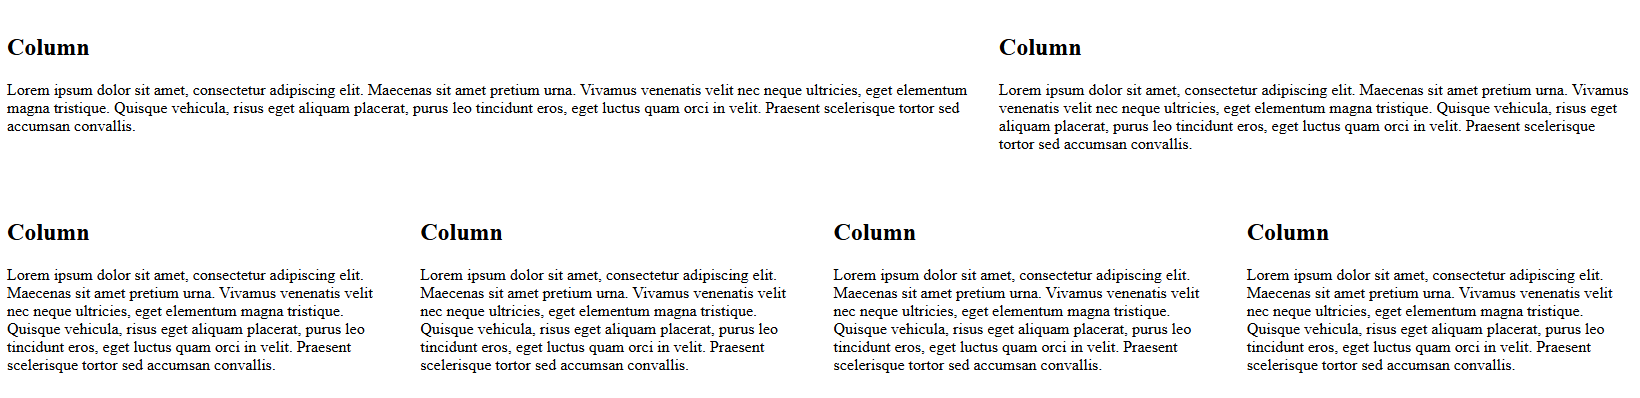 Column
Lorem ipsum dolor sit amet, consectetur adipiscing elit. Maecenas sit amet pretium urna. Vivamus venenatis velit nec neque ultricies, eget elementum
magna tristique. Quisque vehicula, risus eget aliquam placerat, purus leo tincidunt eros, eget luctus quam orci in velit. Praesent scelerisque tortor sed
accumsan convallis.
Column
Lorem ipsum dolor sit amet, consectetur adipiscing elit. Maecenas sit amet pretium urna. Vivamus
venenatis velit nec neque ultricies, eget elementum magna tristique. Quisque vehicula, risus eget
aliquam placerat, purus leo tincidunt eros, eget luctus quam orci in velit. Praesent scelerisque
tortor sed accumsan convallis.
Column
Lorem ipsum dolor sit amet, consectetur adipiscing elit.
Maecenas sit amet pretium urna. Vivamus venenatis velit
nec neque ultricies, eget elementum magna tristique.
Quisque vehicula, risus eget aliquam placerat, purus leo
tincidunt eros, eget luctus quam orci in velit. Praesent
scelerisque tortor sed accumsan convallis.
Column
Lorem ipsum dolor sit amet, consectetur adipiscing elit.
Maecenas sit amet pretium urna. Vivamus venenatis velit
nec neque ultricies, eget elementum magna tristique.
Quisque vehicula, risus eget aliquam placerat, purus leo
tincidunt eros, eget luctus quam orci in velit. Praesent
scelerisque tortor sed accumsan convallis.
Column
Lorem ipsum dolor sit amet, consectetur adipiscing elit.
Maecenas sit amet pretium urna. Vivamus venenatis velit
nec neque ultricies, eget elementum magna tristique.
Quisque vehicula, risus eget aliquam placerat, purus leo
tincidunt eros, eget luctus quam orci in velit. Praesent
scelerisque tortor sed accumsan convallis.
Column
Lorem ipsum dolor sit amet, consectetur adipiscing elit.
Maecenas sit amet pretium urna. Vivamus venenatis velit
nec neque ultricies, eget elementum magna tristique.
Quisque vehicula, risus eget aliquam placerat, purus leo
tincidunt eros, eget luctus quam orci in velit. Praesent
scelerisque tortor sed accumsan convallis.